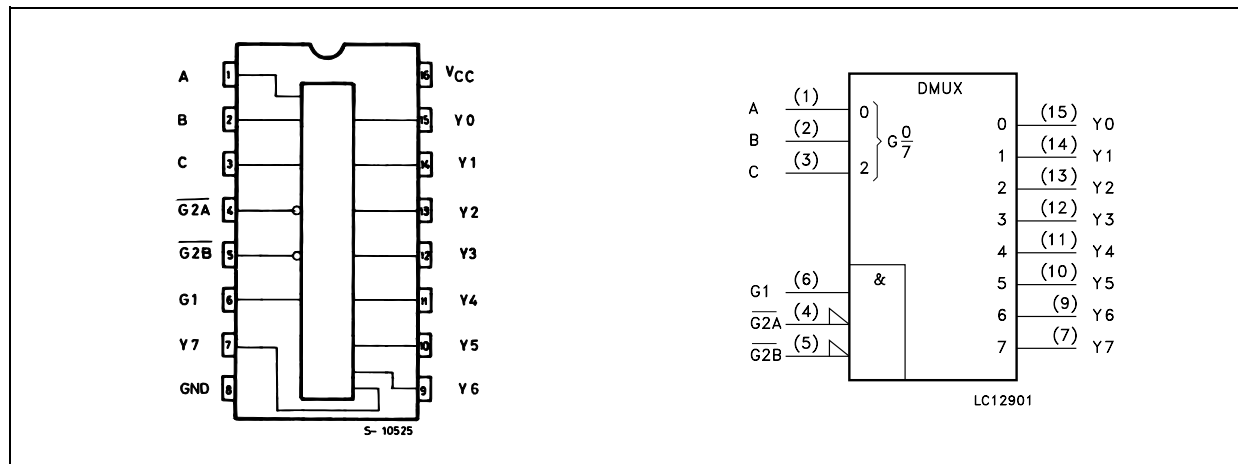 A 1 16 VCC
B 2 15 Y0
C 3 14 Y1
G2A 4 13 Y2
G2B 5 12 Y3
G1 6 11 Y4
Y7 7 10 Y5
GND 8 9 Y6
S- 10525
DMUX
A (1) 0
B (2) G 0/7
C (3) 2
G1 (6) &
G2A (4)
G2B (5)
0 (15) Y0
1 (14) Y1
2 (13) Y2
3 (12) Y3
4 (11) Y4
5 (10) Y5
6 (9) Y6
7 (7) Y7
LC12901